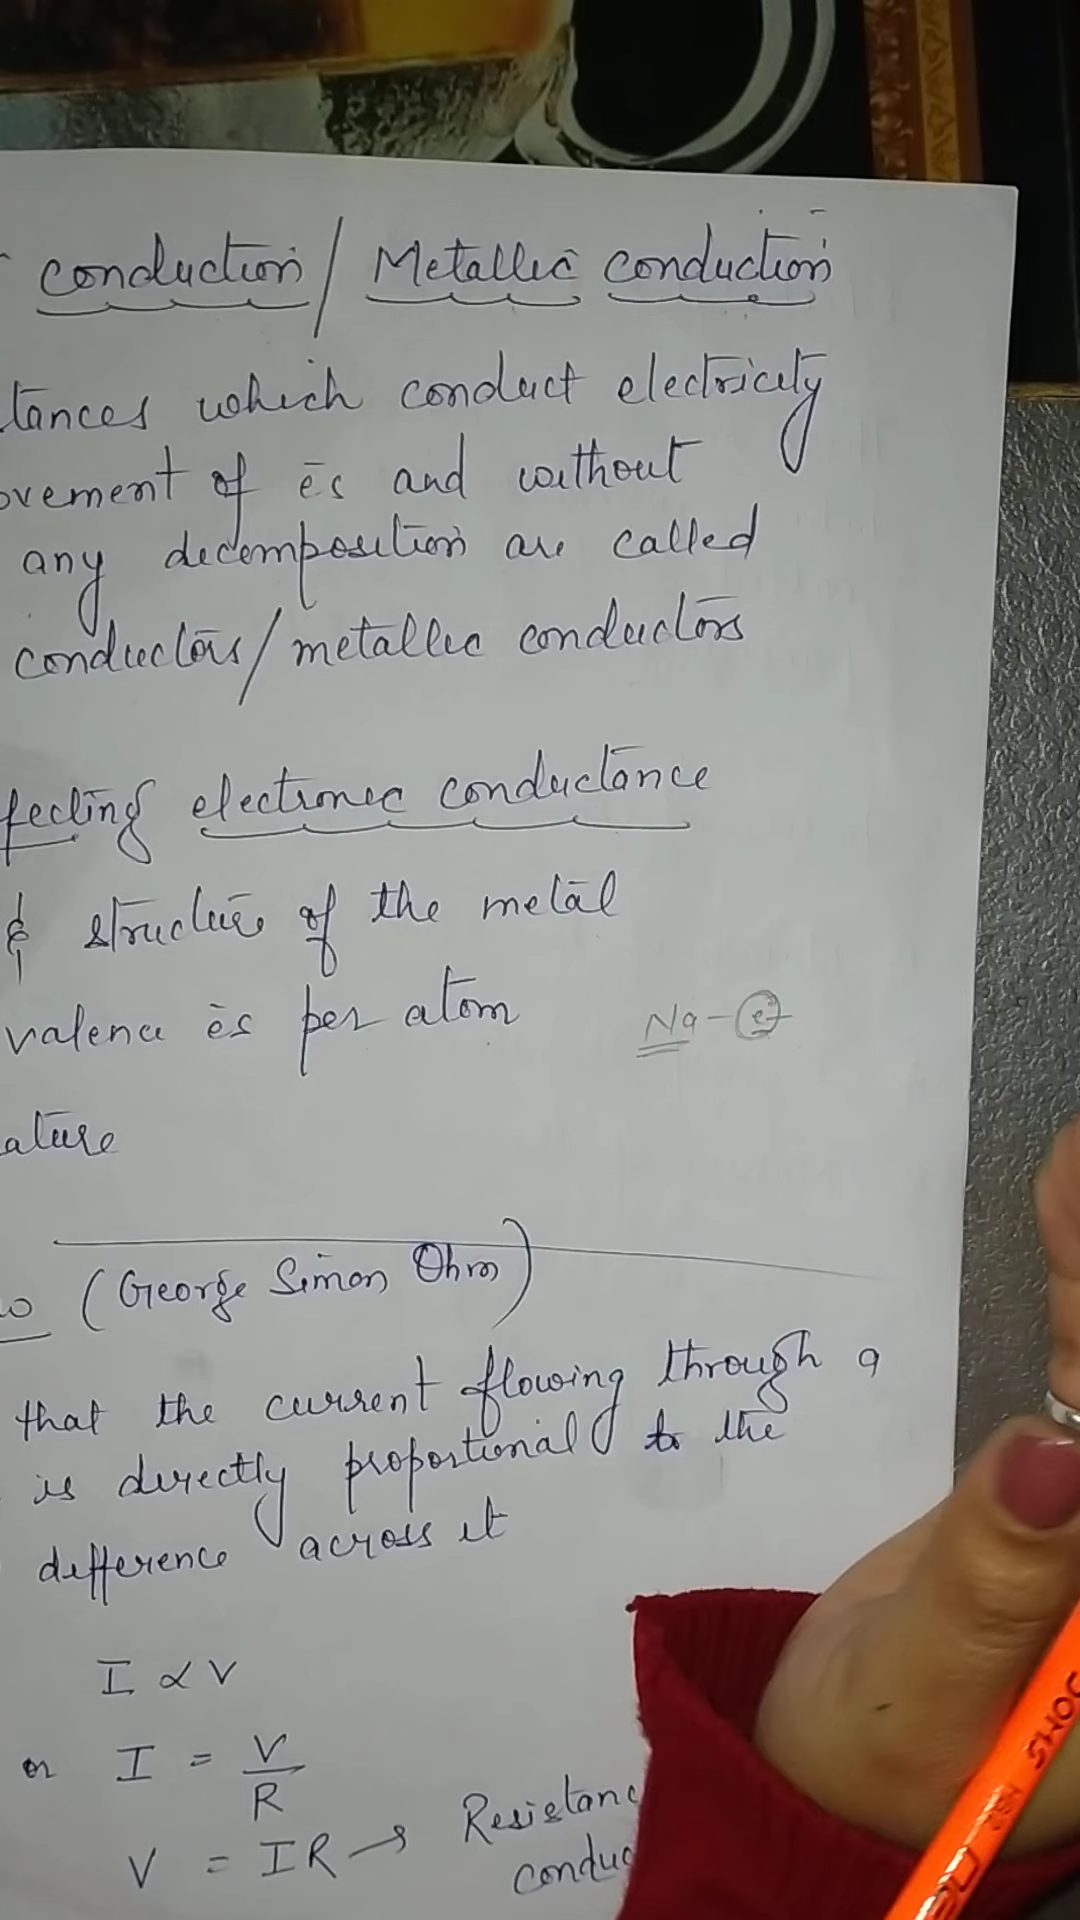 conduction/ Metallic conduction
tances which conduct electricity
ovement of ēs and without
any decomposition are called
conductors/metallic conductors
fecting electronic conductance
& structure of the metal
valence ēs per atom
Na-e-
ature
(George Simon Ohm)
that the current flowing through a
is directly proportional to the
difference across it
I ∝ V
or I = V/R
V = IR → Resistanc
conduc